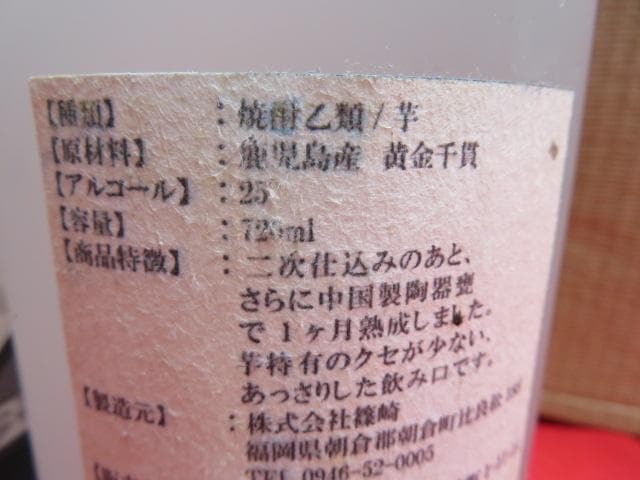 【種類】 : 焼酎乙類 / 芋
【原材料】 : 鹿児島産 黄金千貫
【アルコール】 : 25
【容量】 : 720ml
【商品特徴】 : 二次仕込みのあと、
さらに中国製陶器甕
で1ヶ月熟成しました。
芋特有のクセが少ない、
あっさりした飲み口です。
【製造元】 : 株式会社篠崎
福岡県朝倉郡朝倉町比良松
TEL 0946-52-0005